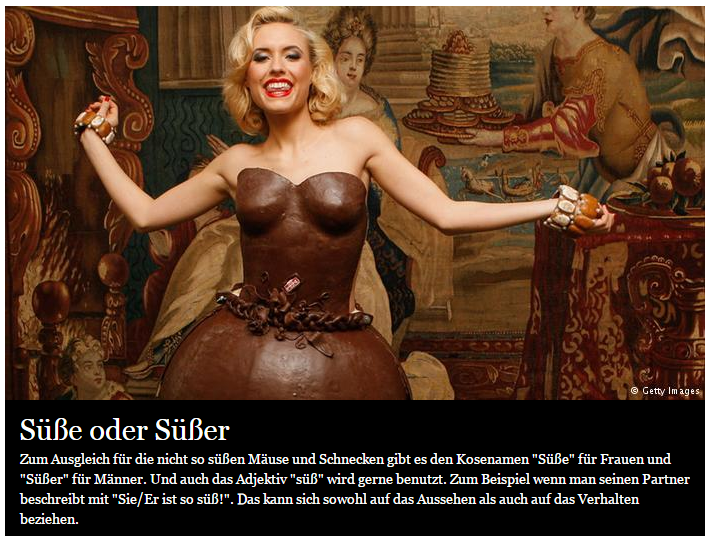 © Getty Images
Süße oder Süßer
Zum Ausgleich für die nicht so süßen Mäuse und Schnecken gibt es den Kosenamen "Süße" für Frauen und
"Süßer" für Männer. Und auch das Adjektiv "süß" wird gerne benutzt. Zum Beispiel wenn man seinen Partner
beschreibt mit "Sie/Er ist so süß!". Das kann sich sowohl auf das Aussehen als auch auf das Verhalten
beziehen.